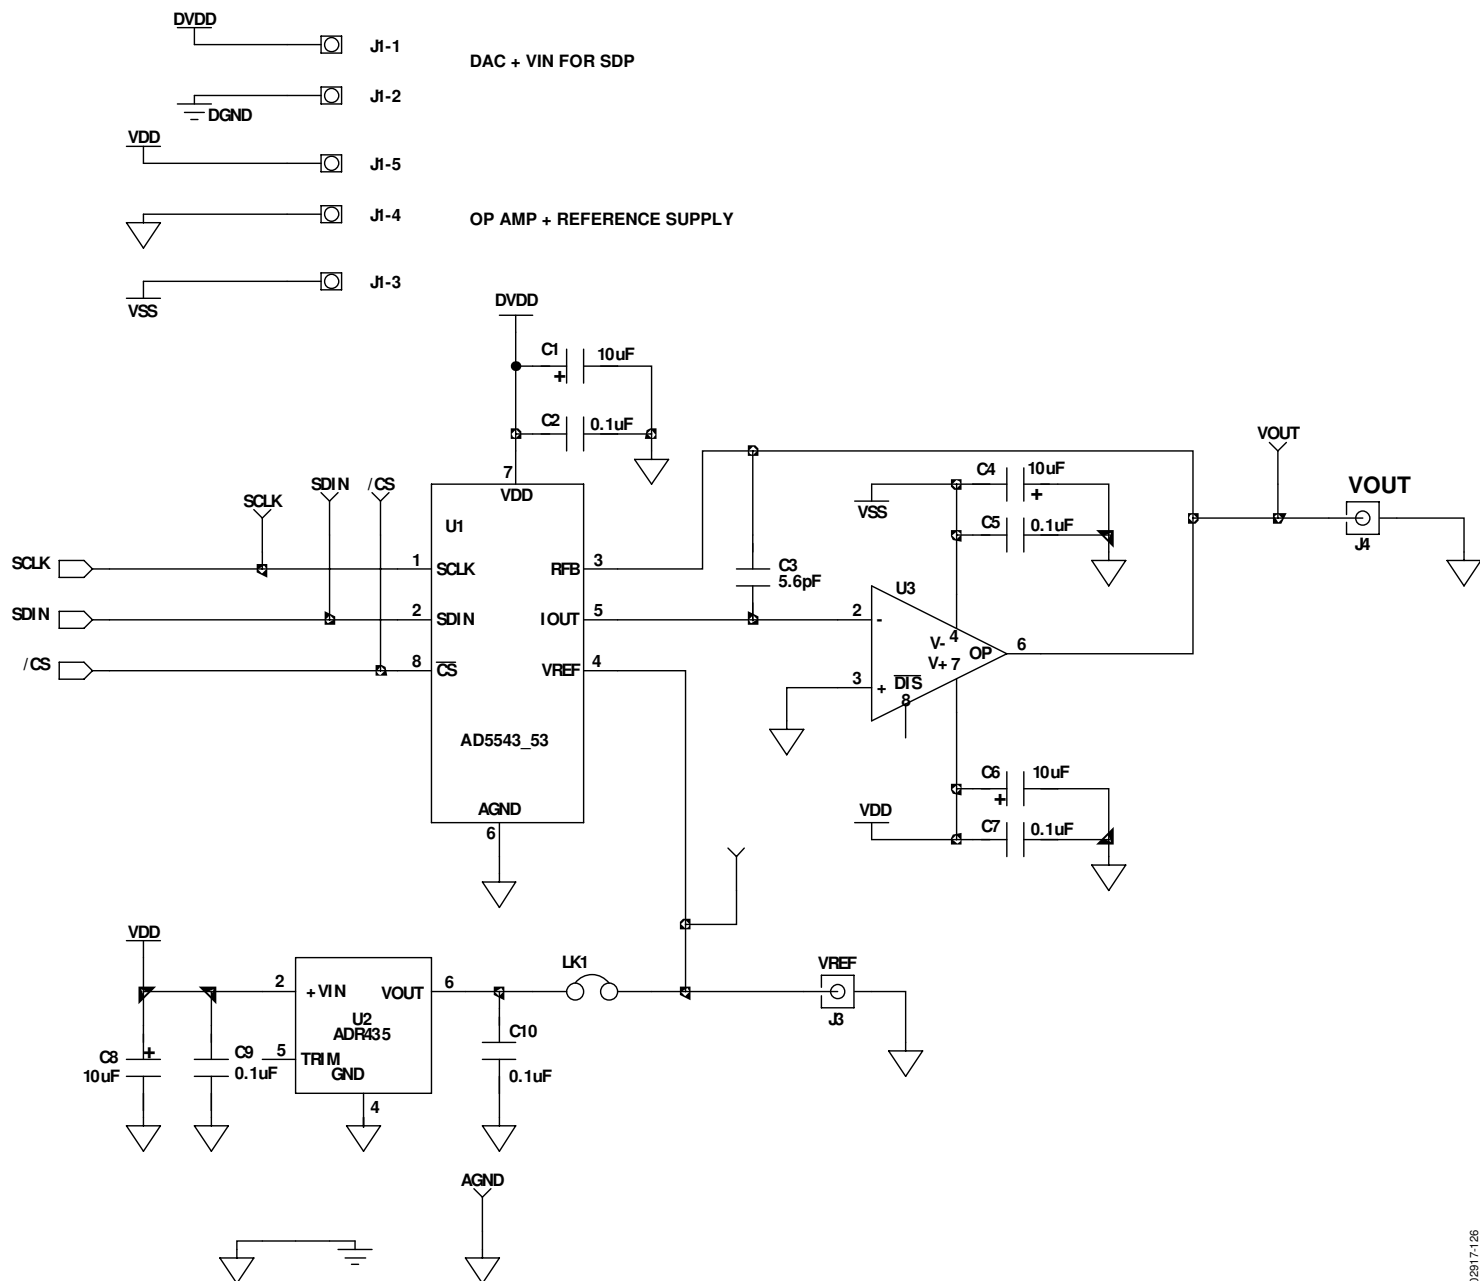 DVDD
J1-1
DAC + VIN FOR SDP
J1-2
DGND
VDD
J1-5
J1-4
OP AMP + REFERENCE SUPPLY
J1-3
VSS
DVDD
C1
10uF
+
C2
0.1uF
7
VDD
SCLK
SDIN
/CS
U1
SCLK
1
SCLK
RFB
3
SDIN
2
SDIN
IOUT
5
/CS
8
CS
VREF
4
AD5543_53
AGND
6
C3
5.6pF
VSS
C4
10uF
+
C5
0.1uF
VOUT
VOUT
J4
U3
2
-
V- 4
OP
6
V+ 7
3
+
DIS
8
C6
10uF
+
VDD
C7
0.1uF
VDD
2
+VIN
VOUT
6
U2
ADR435
5
TRIM
GND
4
C8
+
10uF
C9
0.1uF
C10
0.1uF
LK1
VREF
J3
AGND
02917-126